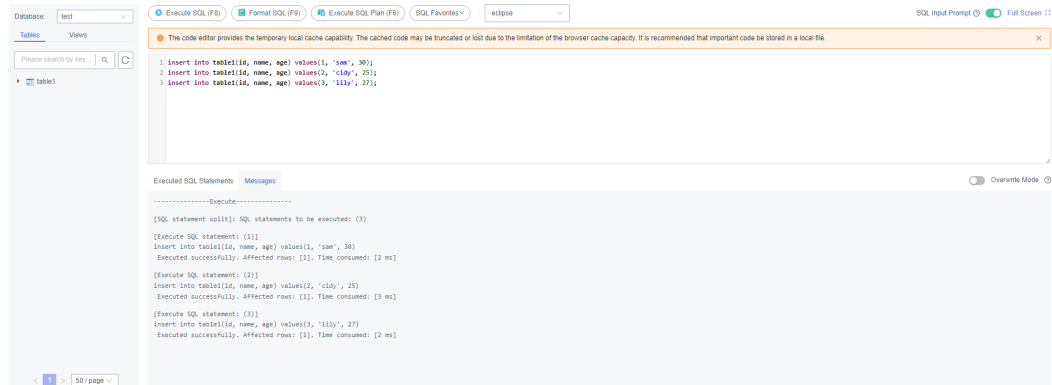 Database: test
Execute SQL (F8) Format SQL (F9) Execute SQL Plan (F6) SQL Favorites eclipse SQL Input Prompt Full Screen
Tables Views
The code editor provides the temporary local cache capability. The cached code may be truncated or lost due to the limitation of the browser cache capacity. It is recommended that important code be stored in a local file.
Please search by key...
table1
1 insert into table1(id, name, age) values(1, 'sam', 30);
2 insert into table1(id, name, age) values(2, 'cidy', 25);
3 insert into table1(id, name, age) values(3, 'lily', 27);
Executed SQL Statements Messages Overwrite Mode
---------------Execute---------------
[SQL statement split]: SQL statements to be executed: (3)
[Execute SQL statement: (1)]
insert into table1(id, name, age) values(1, 'sam', 30)
Executed successfully. Affected rows: [1]. Time consumed: [2 ms]
[Execute SQL statement: (2)]
insert into table1(id, name, age) values(2, 'cidy', 25)
Executed successfully. Affected rows: [1]. Time consumed: [3 ms]
[Execute SQL statement: (3)]
insert into table1(id, name, age) values(3, 'lily', 27)
Executed successfully. Affected rows: [1]. Time consumed: [2 ms]
< 1 > 50 / page